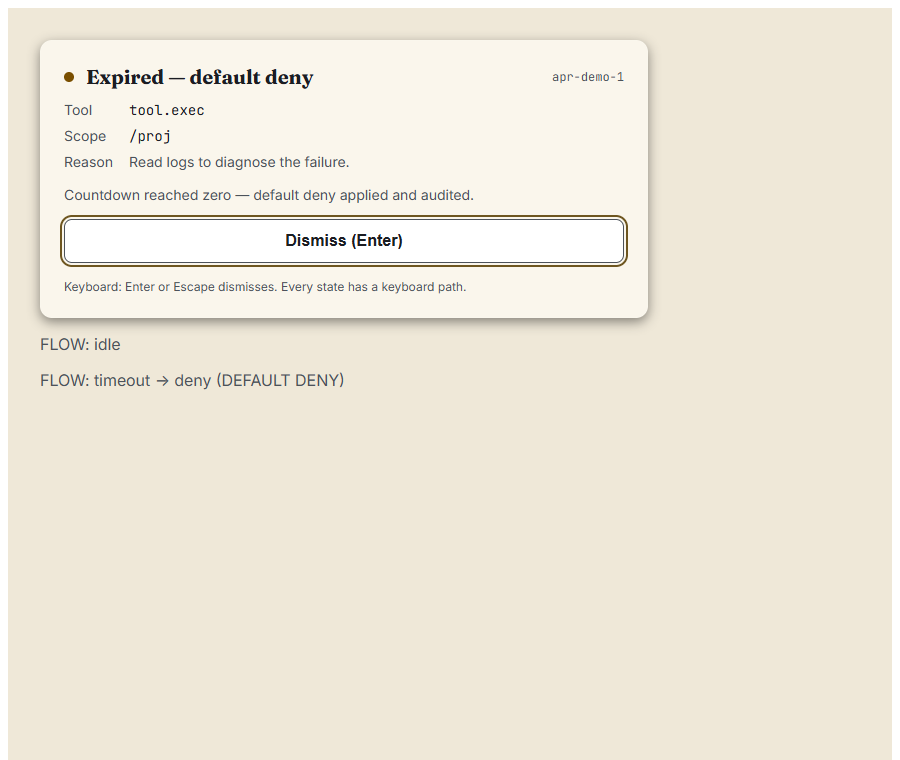 Expired — default deny
apr-demo-1
Tool tool.exec
Scope /proj
Reason Read logs to diagnose the failure.
Countdown reached zero — default deny applied and audited.
Dismiss (Enter)
Keyboard: Enter or Escape dismisses. Every state has a keyboard path.
FLOW: idle
FLOW: timeout → deny (DEFAULT DENY)